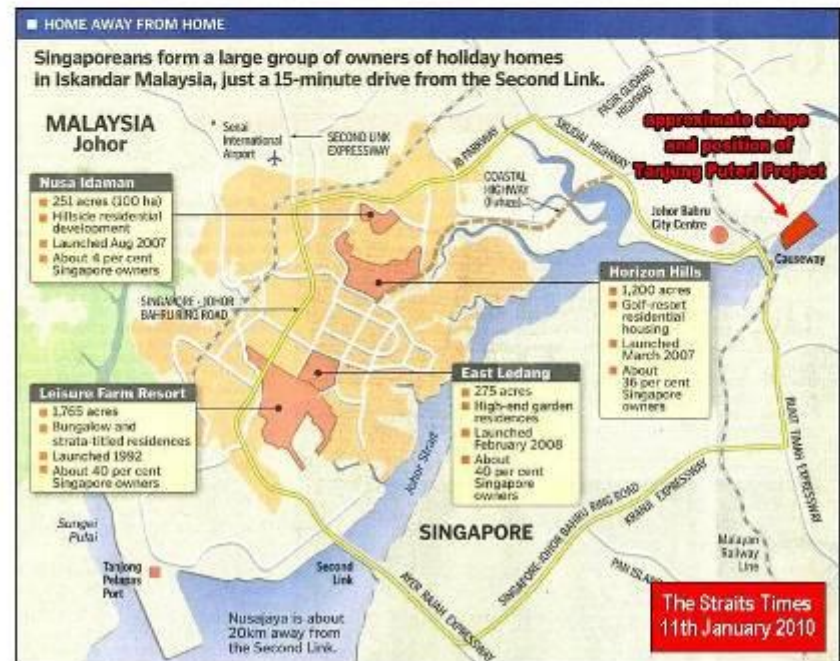 HOME AWAY FROM HOME
Singaporeans form a large group of owners of holiday homes
in Iskandar Malaysia, just a 15-minute drive from the Second Link.
MALAYSIA
Johor
Senai
International
Airport
SECOND LINK
EXPRESSWAY
JB PARKWAY
SKUDAI HIGHWAY
PASIR GUDANG
HIGHWAY
approximate shape
and position of
Tanjung Puteri Project
COASTAL
HIGHWAY
(Future)
Johor Bahru
City Centre
Causeway
Nusa Idaman
251 acres (100 ha)
Hillside residential
development
Launched Aug 2007
About 4 per cent
Singapore owners
SINGAPORE - JOHOR
BAHRU RING ROAD
Horizon Hills
1,200 acres
Golf-resort
residential
housing
Launched
March 2007
About
36 per cent
Singapore
owners
Leisure Farm Resort
1,765 acres
Bungalow and
strata-titled residences
Launched 1992
About 40 per cent
Singapore owners
East Ledang
275 acres
High-end garden
residences
Launched
February 2008
About
40 per cent
Singapore
owners
Johor Strait
BUKIT TIMAH EXPRESSWAY
Sungei
Pulai
SINGAPORE
SINGAPORE-JOHOR BAHRU RING ROAD
KRANJI EXPRESSWAY
Malayan
Railway
Line
Tanjong
Pelapas
Port
Second
Link
AYER RAJAH EXPRESSWAY
PAN ISLAND
Nusajaya is about
20km away from
the Second Link.
The Straits Times
11th January 2010